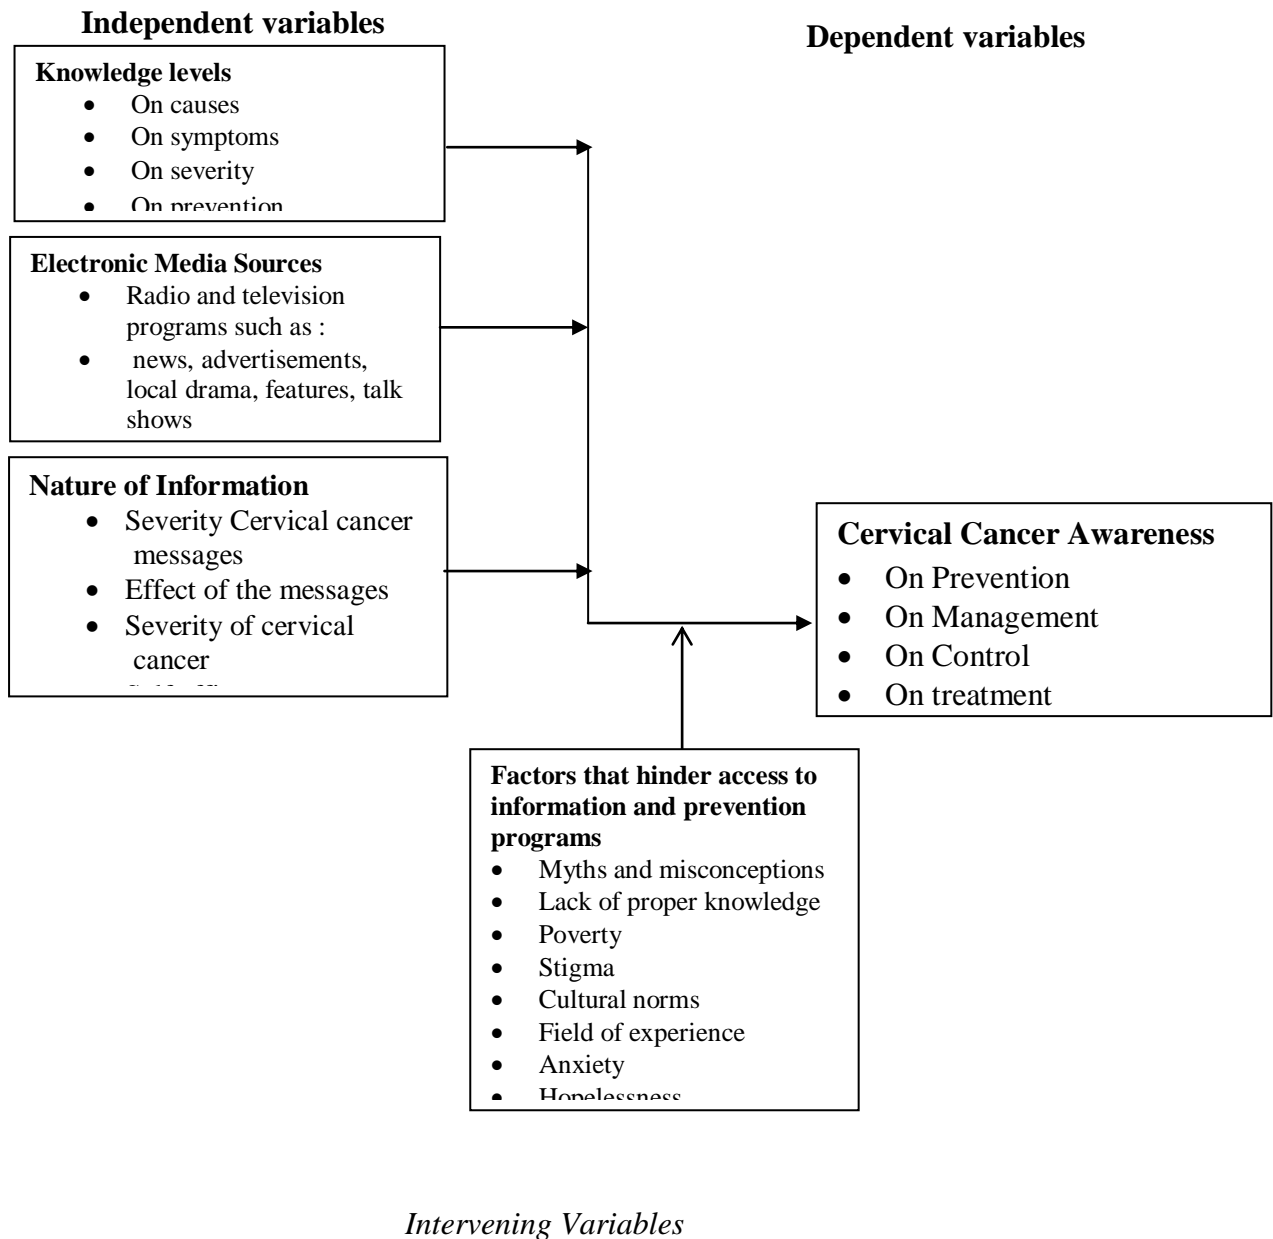 Independent variables
Dependent variables
Knowledge levels
• On causes
• On symptoms
• On severity
• On prevention
Electronic Media Sources
• Radio and television
programs such as :
• news, advertisements,
local drama, features, talk
shows
Nature of Information
• Severity Cervical cancer
messages
• Effect of the messages
• Severity of cervical
cancer
Cervical Cancer Awareness
• On Prevention
• On Management
• On Control
• On treatment
Factors that hinder access to
information and prevention
programs
• Myths and misconceptions
• Lack of proper knowledge
• Poverty
• Stigma
• Cultural norms
• Field of experience
• Anxiety
• Hopelessness
Intervening Variables